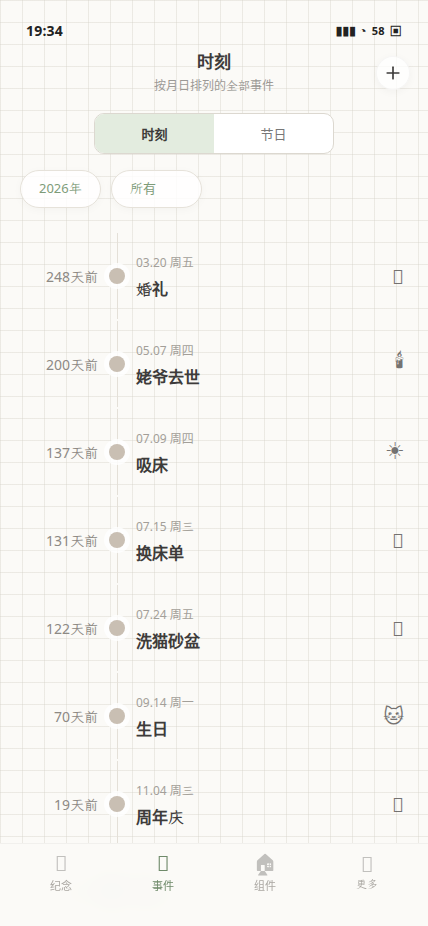 19:34
58
时刻
按月日排列的全部事件
时刻 节日
2026年 所有
03.20 周五
248天前
婚礼
05.07 周四
200天前
姥爷去世
07.09 周四
137天前
吸床
07.15 周三
131天前
换床单
07.24 周五
122天前
洗猫砂盆
09.14 周一
70天前
生日
11.04 周三
19天前
周年庆
纪念 事件 组件 更多